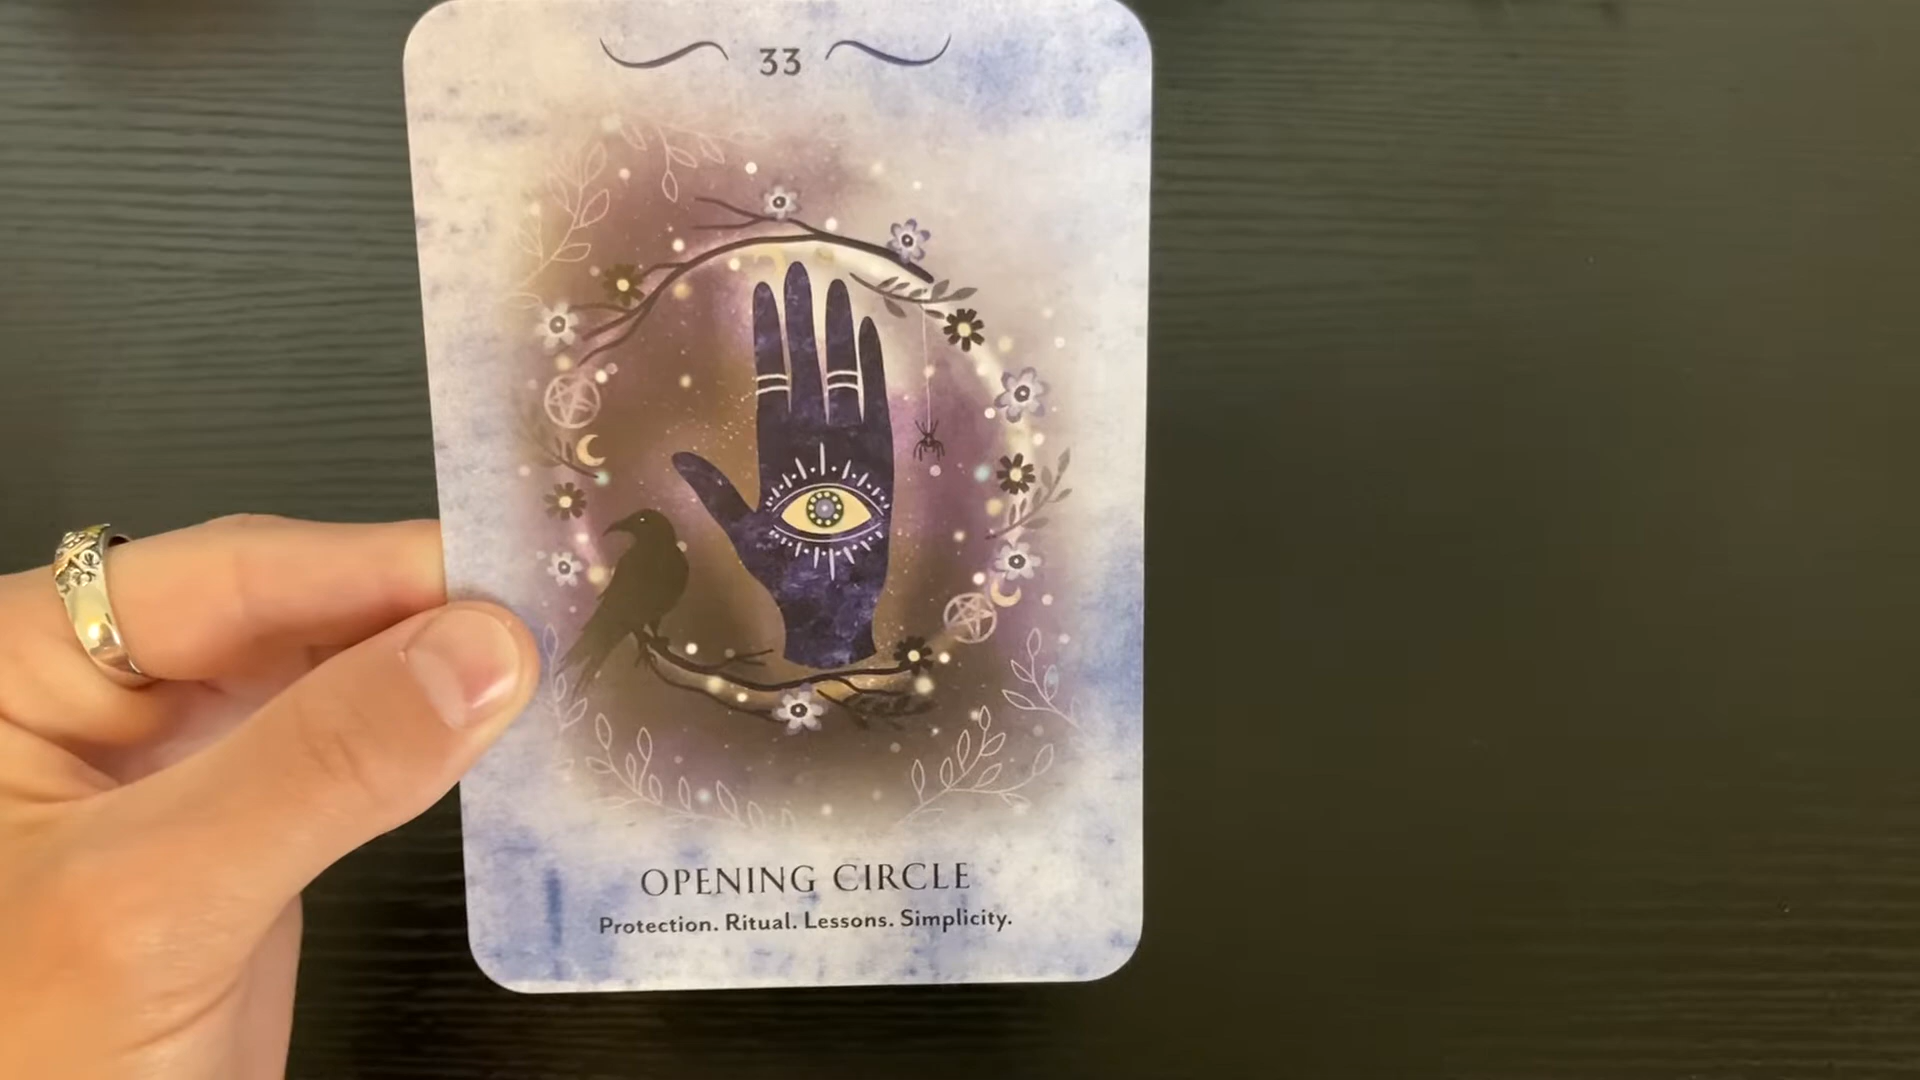 33
OPENING CIRCLE
Protection. Ritual. Lessons. Simplicity.